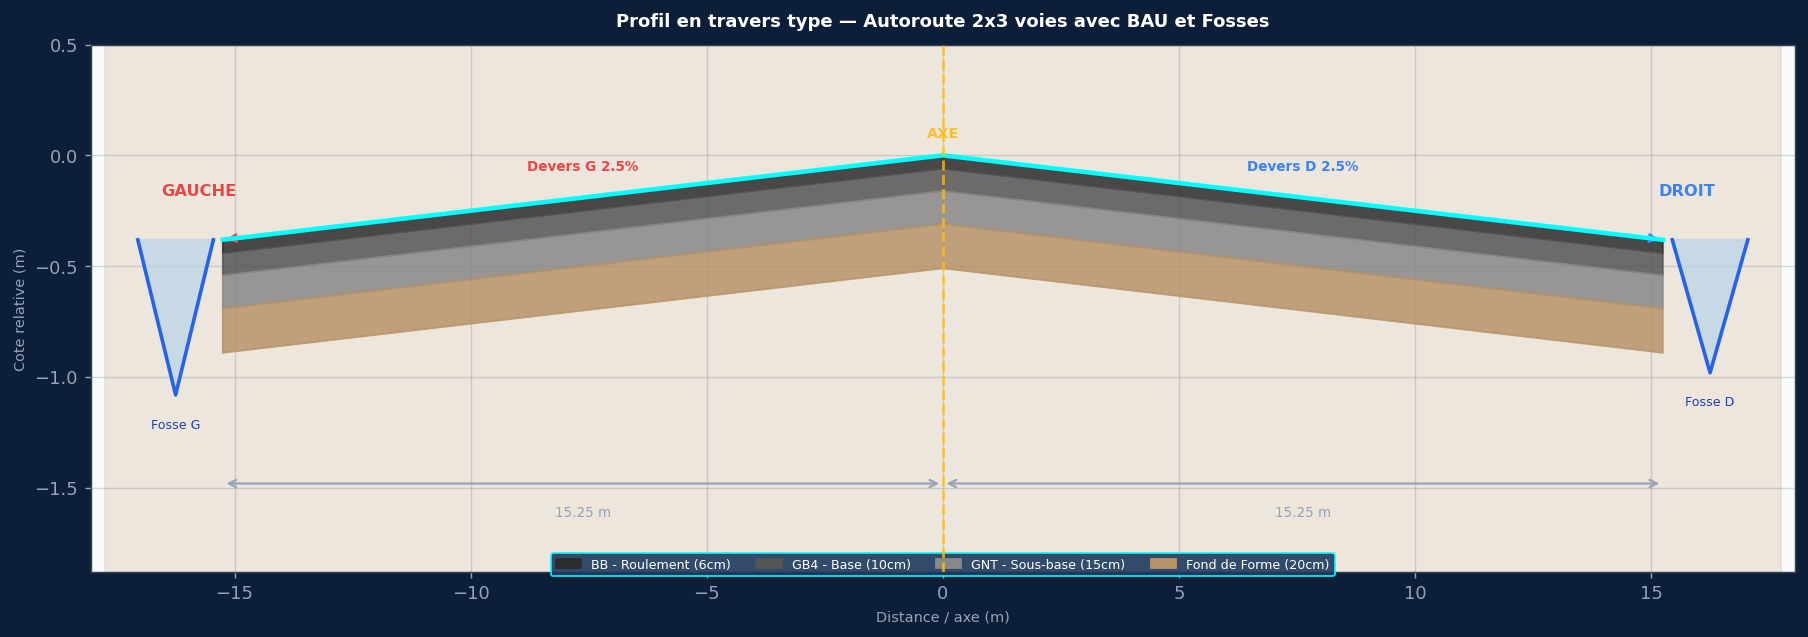 Profil en travers type — Autoroute 2x3 voies avec BAU et Fosses
0.5
0.0
−0.5
−1.0
−1.5
Cote relative (m)
AXE
Devers G 2.5%
Devers D 2.5%
GAUCHE
DROIT
Fosse G
Fosse D
15.25 m
15.25 m
BB - Roulement (6cm)
GB4 - Base (10cm)
GNT - Sous-base (15cm)
Fond de Forme (20cm)
−15
−10
−5
0
5
10
15
Distance / axe (m)